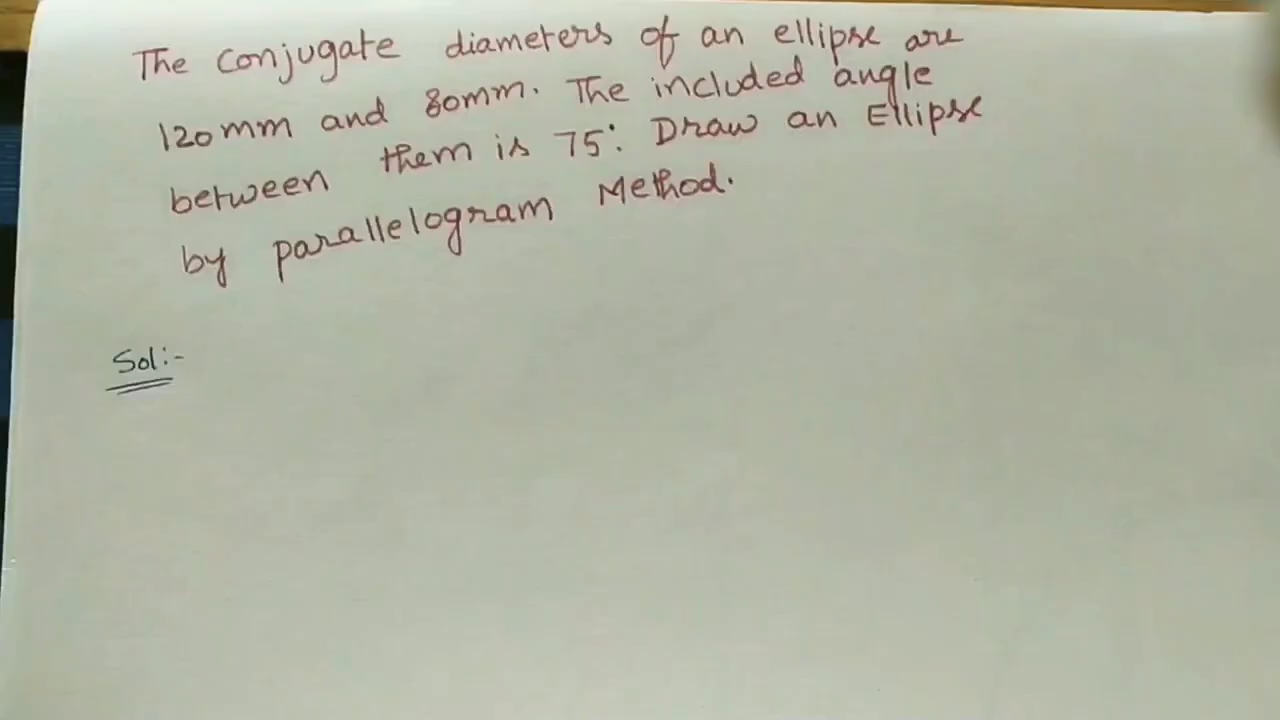 The conjugate diameters of an ellipse are
120mm and 80mm. The included angle
between them is 75°. Draw an Ellipse
by parallelogram Method.
Sol:-